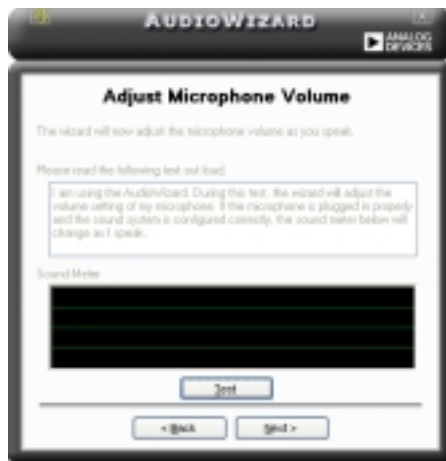 AUDIOWIZARD
ANALOG
DEVICES
Adjust Microphone Volume
The wizard will now adjust the microphone volume as you speak.
Please read the following text out loud.
I am using the AudioWizard. During this test, the wizard will adjust the
volume setting of my microphone. If the microphone is plugged in properly
and the sound system is configured correctly, the sound meter below will
change as I speak.
Sound Meter
Test
< Back
Next >